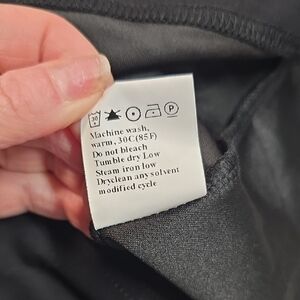 30
P
Machine wash,
warm, 30C(85F)
Do not bleach
Tumble dry Low
Steam iron low
Dryclean any solvent
modified cycle